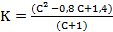 K = (C² −0,8 C+1,4) / (C+1)